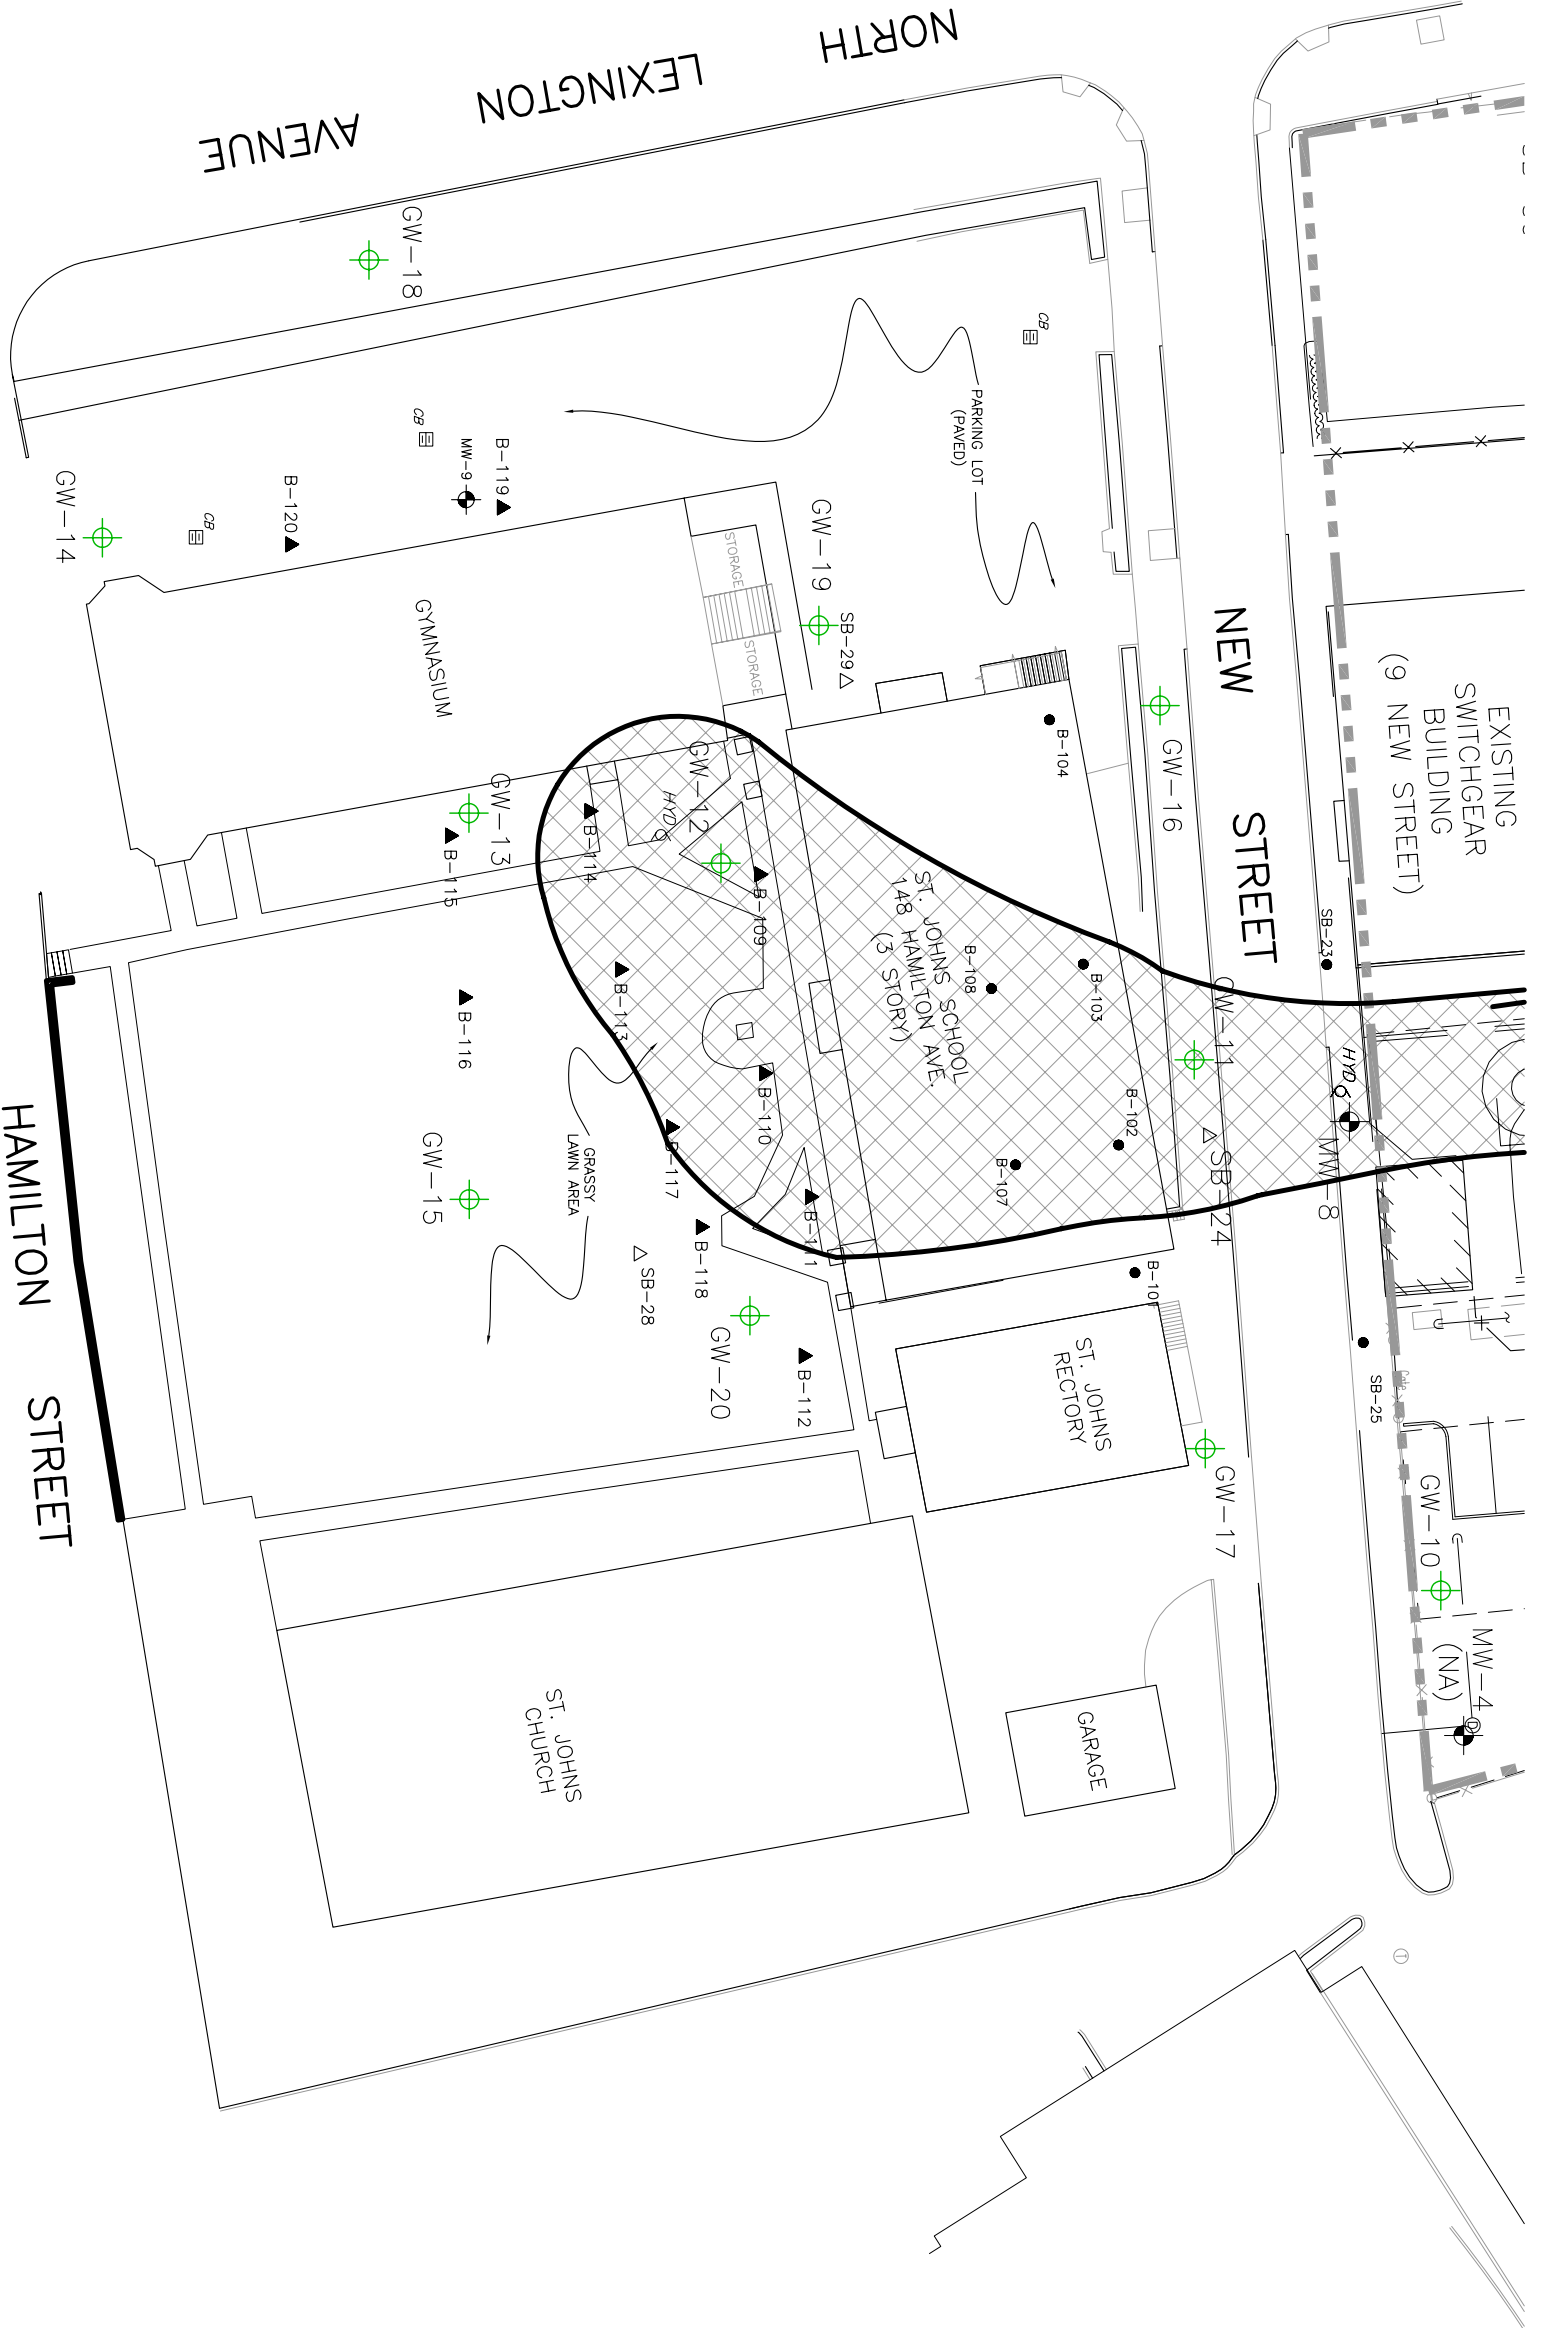 NORTH
LEXINGTON
AVENUE
NEW
STREET
HAMILTON
STREET
EXISTING
SWITCHGEAR
BUILDING
(9 NEW STREET)
PARKING LOT
(PAVED)
CB
CB
CB
GW-18
GW-14
B-120
MW-9
B-119
GW-19
SB-29
STORAGE
STORAGE
GYMNASIUM
GW-16
B-104
GW-12
HYD
GW-13
B-114
B-115
B-109
ST. JOHNS SCHOOL
148 HAMILTON AVE.
(3 STORY)
B-108
B-103
SB-23
GW-11
HYD
MW-8
SB-24
B-102
B-107
B-113
B-116
B-110
B-117
B-111
GRASSY
LAWN AREA
GW-15
B-118
SB-28
GW-20
B-112
B-101
SB-25
ST. JOHNS
RECTORY
GW-17
GW-10
MW-4
(NA)
D
ST. JOHNS
CHURCH
GARAGE
T